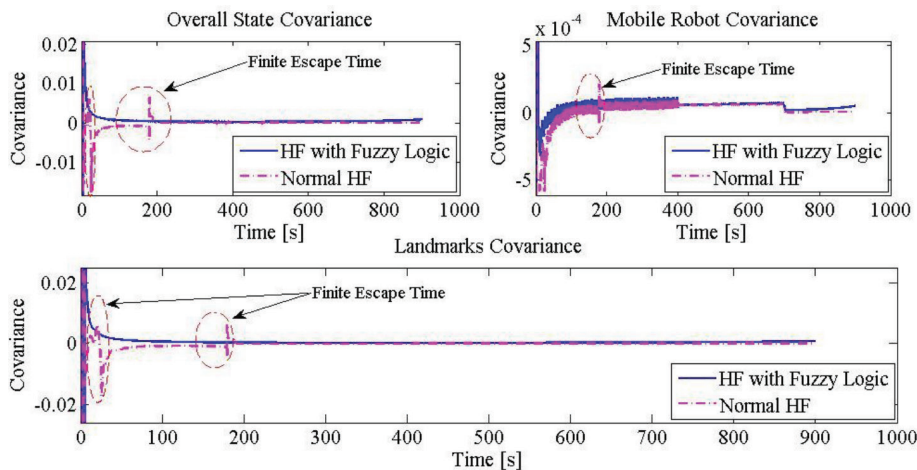 Overall State Covariance
0.02
0.01
0
-0.01
Covariance
Finite Escape Time
HF with Fuzzy Logic
Normal HF
0 200 400 600 800 1000
Time [s]
Mobile Robot Covariance
x 10⁻⁴
5
0
-5
Covariance
Finite Escape Time
HF with Fuzzy Logic
Normal HF
0 200 400 600 800 1000
Time [s]
Landmarks Covariance
0.02
0
-0.02
Covariance
Finite Escape Time
HF with Fuzzy Logic
Normal HF
0 100 200 300 400 500 600 700 800 900 1000
Time [s]